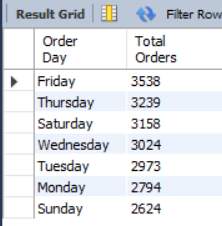 Result Grid Filter Row
Order Total
Day Orders
Friday 3538
Thursday 3239
Saturday 3158
Wednesday 3024
Tuesday 2973
Monday 2794
Sunday 2624